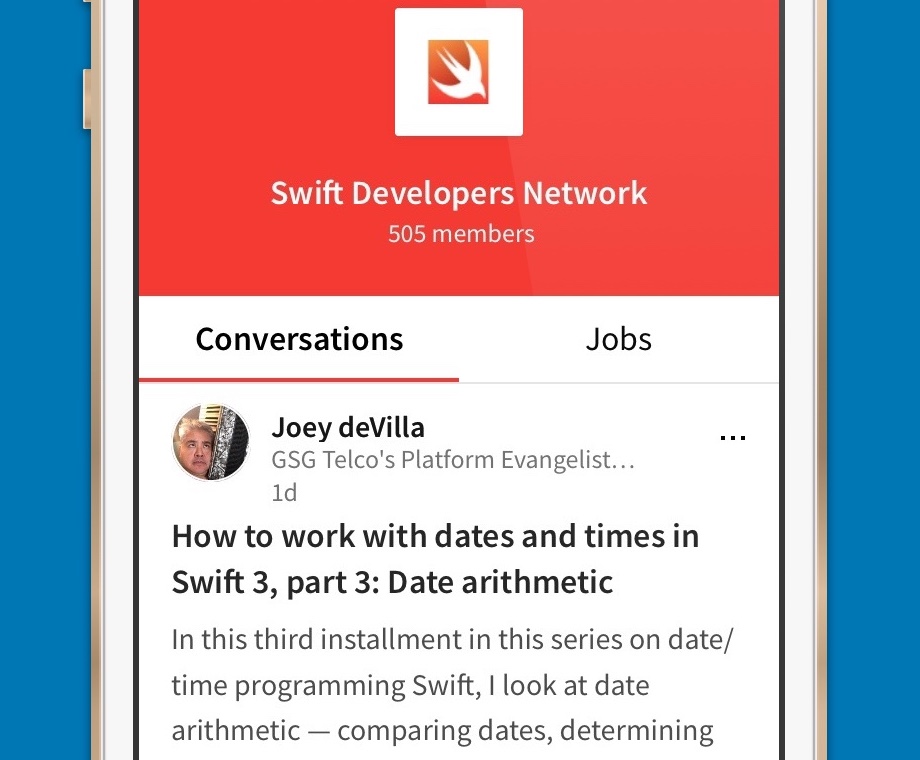 Swift Developers Network
505 members
Conversations
Jobs
Joey deVilla
GSG Telco's Platform Evangelist...
1d
How to work with dates and times in
Swift 3, part 3: Date arithmetic
In this third installment in this series on date/
time programming Swift, I look at date
arithmetic — comparing dates, determining